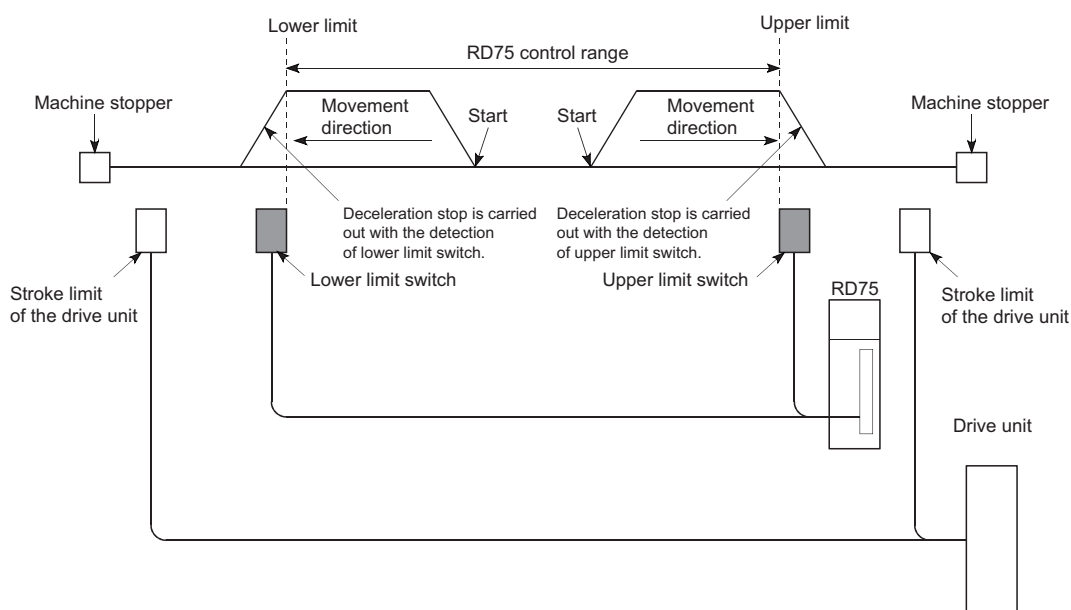 Lower limit
Upper limit
RD75 control range
Machine stopper
Movement
direction
Start
Start
Movement
direction
Machine stopper
Deceleration stop is carried
out with the detection
of lower limit switch.
Deceleration stop is carried
out with the detection
of upper limit switch.
Lower limit switch
Upper limit switch
Stroke limit
of the drive unit
RD75
Stroke limit
of the drive unit
Drive unit